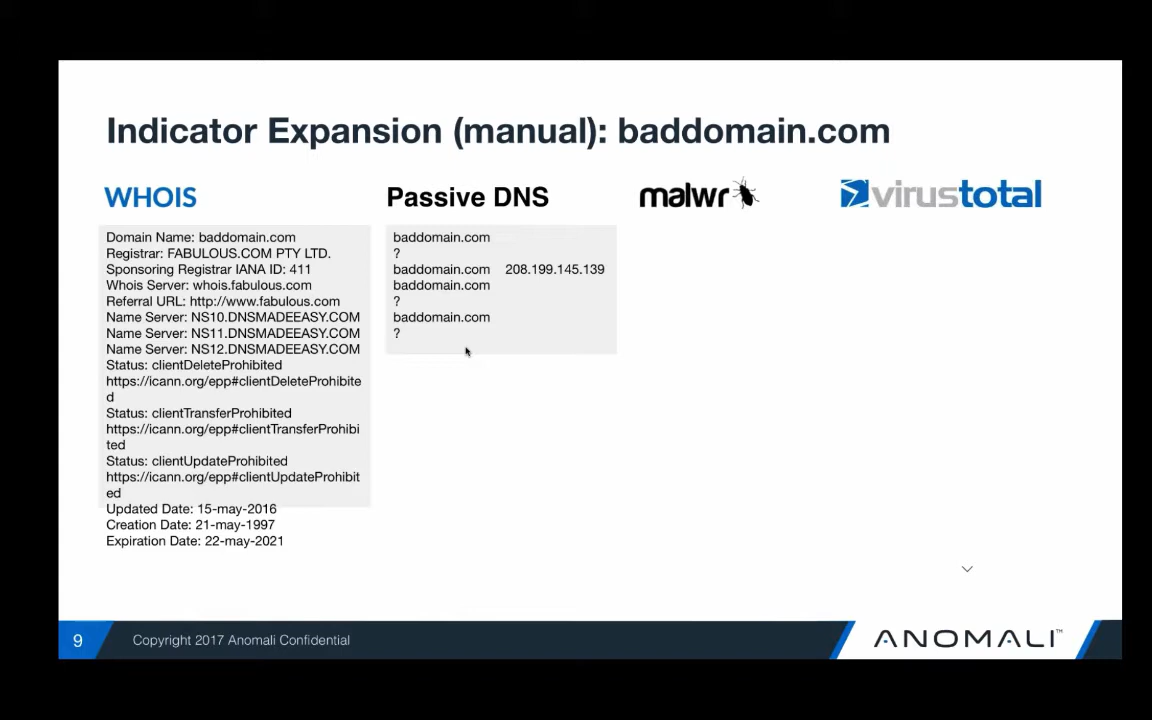 Indicator Expansion (manual): baddomain.com
WHOIS
Domain Name: baddomain.com
Registrar: FABULOUS.COM PTY LTD.
Sponsoring Registrar IANA ID: 411
Whois Server: whois.fabulous.com
Referral URL: http://www.fabulous.com
Name Server: NS10.DNSMADEEASY.COM
Name Server: NS11.DNSMADEEASY.COM
Name Server: NS12.DNSMADEEASY.COM
Status: clientDeleteProhibited
https://icann.org/epp#clientDeleteProhibite
d
Status: clientTransferProhibited
https://icann.org/epp#clientTransferProhibi
ted
Status: clientUpdateProhibited
https://icann.org/epp#clientUpdateProhibit
ed
Updated Date: 15-may-2016
Creation Date: 21-may-1997
Expiration Date: 22-may-2021
Passive DNS
baddomain.com
?
baddomain.com 208.199.145.139
baddomain.com
?
baddomain.com
?
malwr
virustotal
9
Copyright 2017 Anomali Confidential
ANOMALI™